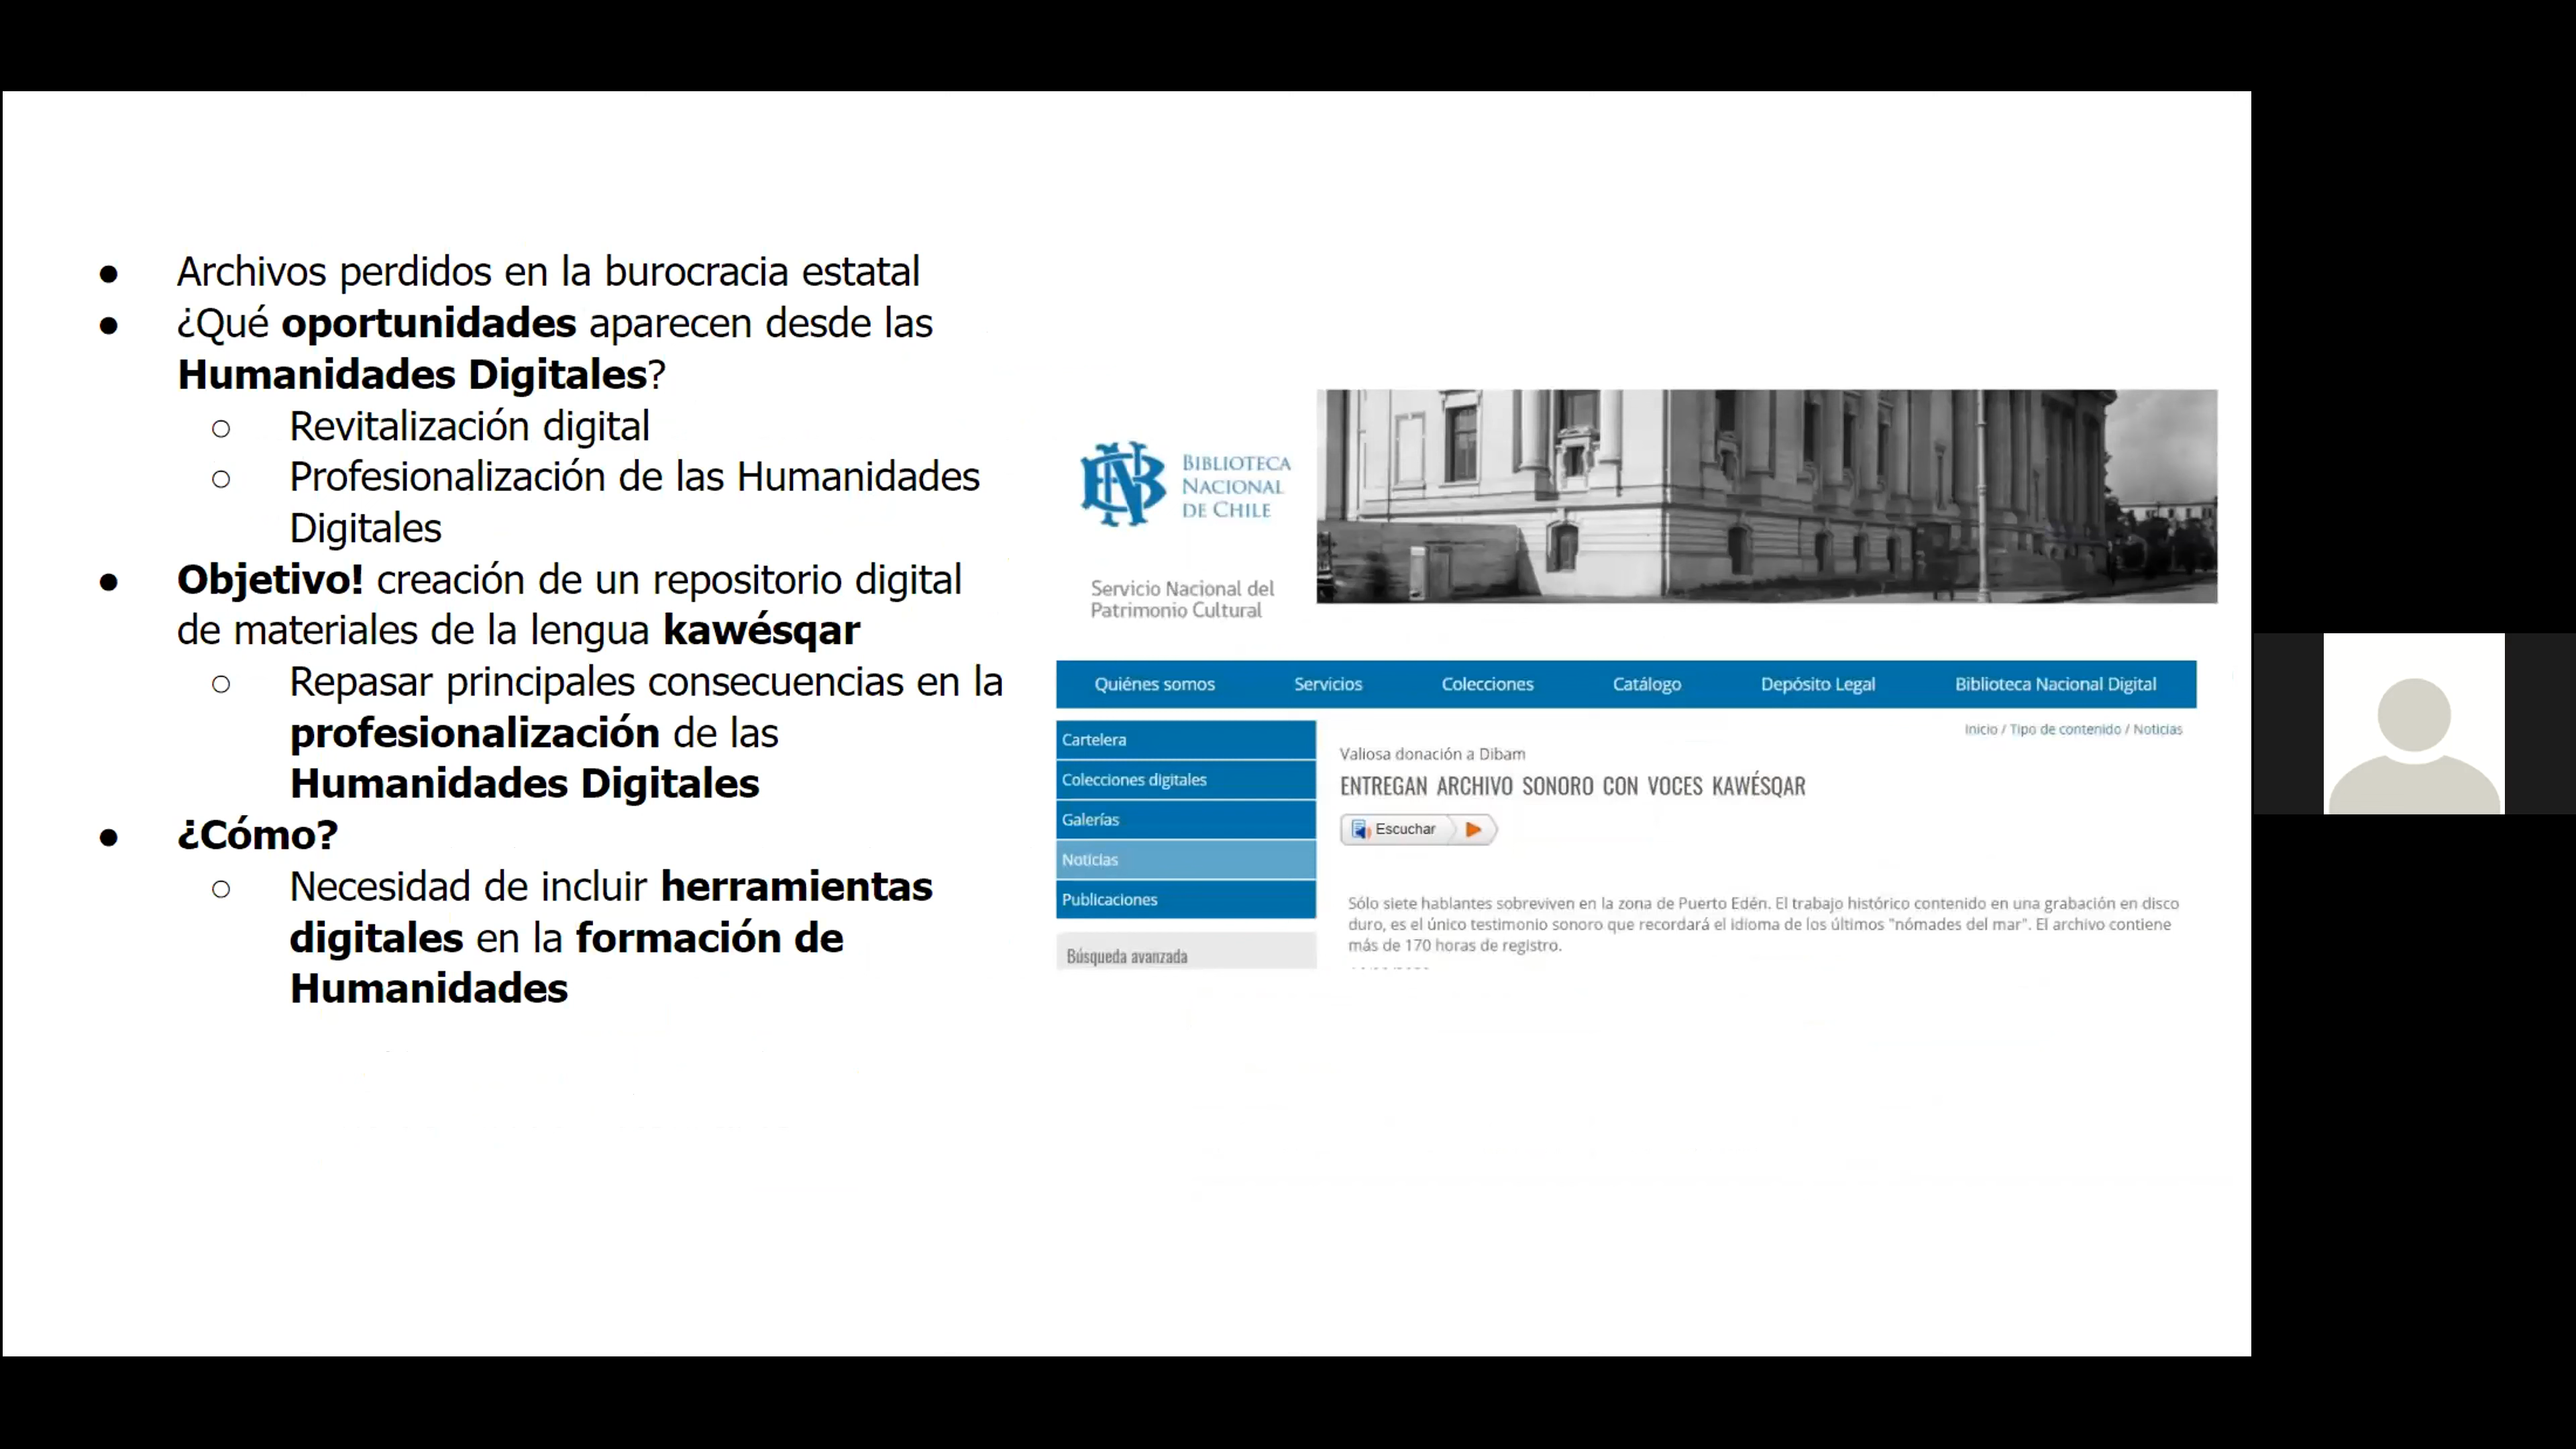 Archivos perdidos en la burocracia estatal
¿Qué oportunidades aparecen desde las
Humanidades Digitales?
Revitalización digital
Profesionalización de las Humanidades
Digitales
Objetivo! creación de un repositorio digital
de materiales de la lengua kawésqar
Repasar principales consecuencias en la
profesionalización de las
Humanidades Digitales
¿Cómo?
Necesidad de incluir herramientas
digitales en la formación de
Humanidades
BIBLIOTECA
NACIONAL
DE CHILE
Servicio Nacional del
Patrimonio Cultural
Quiénes somos Servicios Colecciones Catálogo Depósito Legal Biblioteca Nacional Digital
Cartelera
Colecciones digitales
Galerías
Noticias
Publicaciones
Búsqueda avanzada
Inicio / Tipo de contenido / Noticias
Valiosa donación a Dibam
ENTREGAN ARCHIVO SONORO CON VOCES KAWÉSQAR
Escuchar
Sólo siete hablantes sobreviven en la zona de Puerto Edén. El trabajo histórico contenido en una grabación en disco
duro, es el único testimonio sonoro que recordará el idioma de los últimos "nómades del mar". El archivo contiene
más de 170 horas de registro.